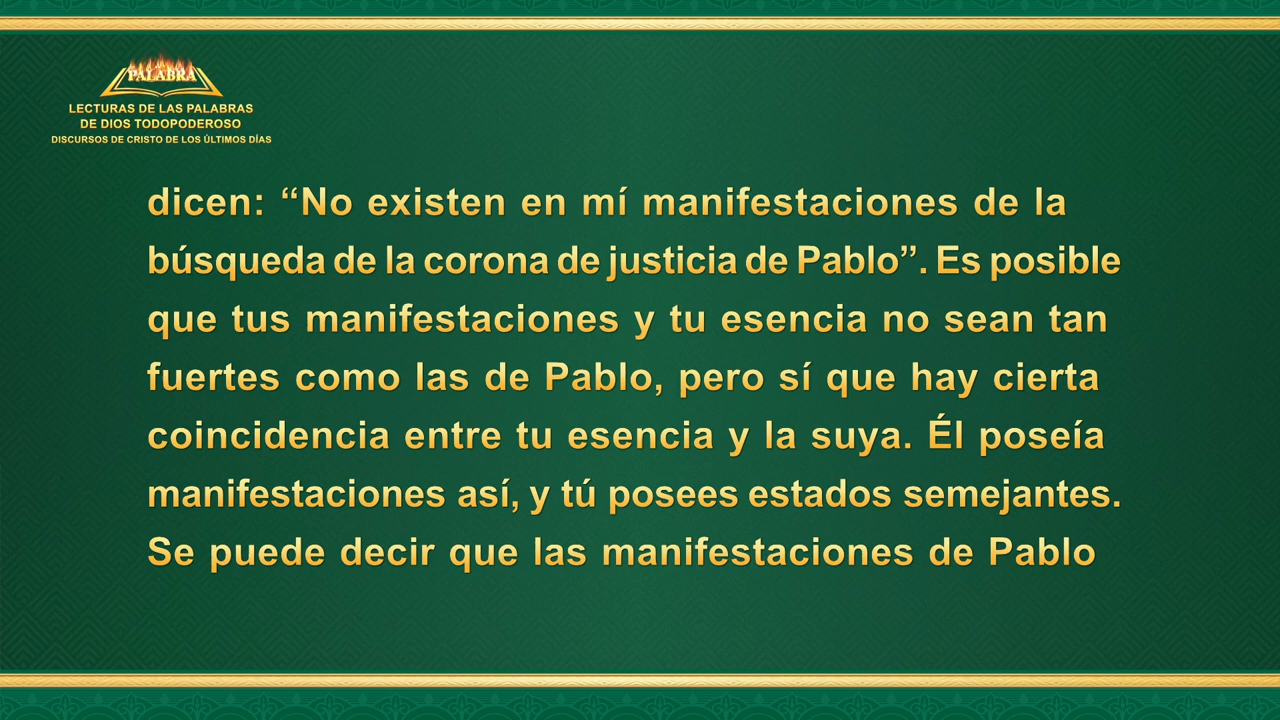 PALABRA
LECTURAS DE LAS PALABRAS
DE DIOS TODOPODEROSO
DISCURSOS DE CRISTO DE LOS ÚLTIMOS DÍAS
dicen: “No existen en mí manifestaciones de la
búsqueda de la corona de justicia de Pablo”. Es posible
que tus manifestaciones y tu esencia no sean tan
fuertes como las de Pablo, pero sí que hay cierta
coincidencia entre tu esencia y la suya. Él poseía
manifestaciones así, y tú posees estados semejantes.
Se puede decir que las manifestaciones de Pablo